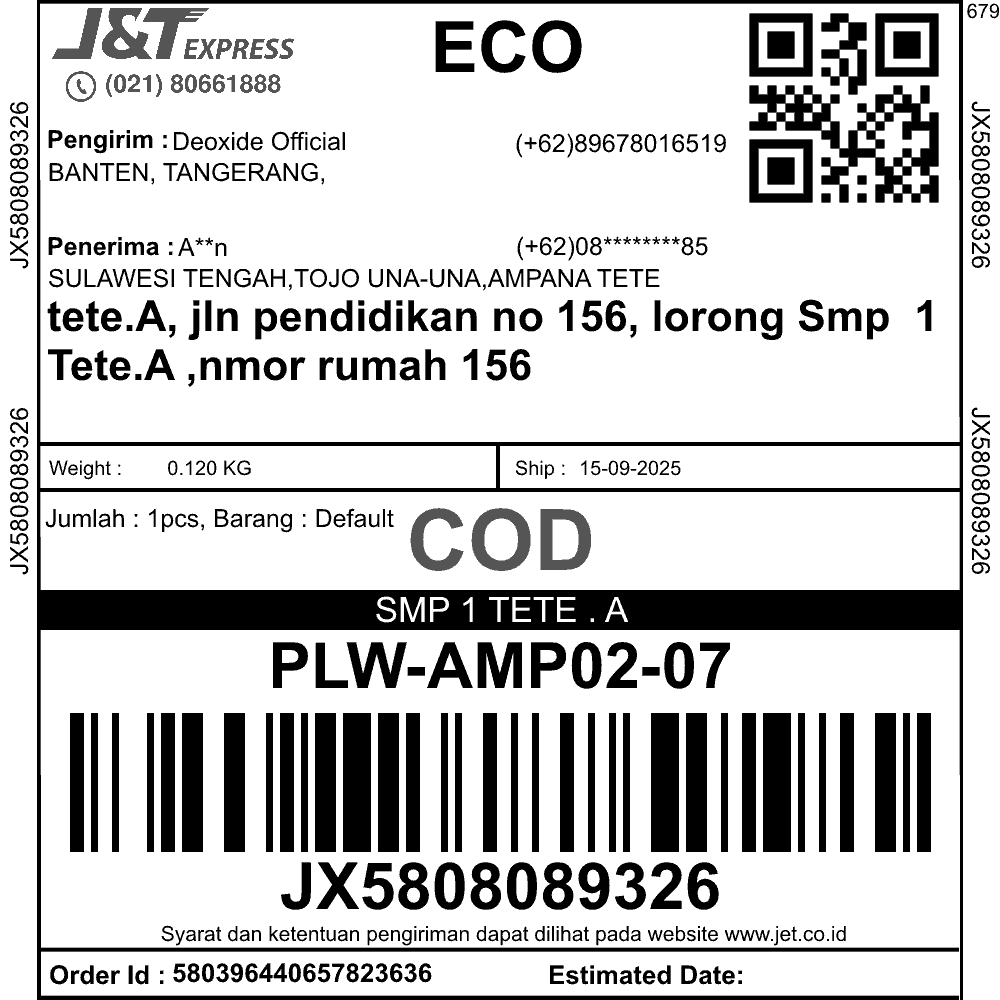 J&T EXPRESS
ECO
679
(021) 80661888
JX5808089326
JX5808089326
Pengirim : Deoxide Official (+62)89678016519
BANTEN, TANGERANG,
Penerima : A**n (+62)08********85
SULAWESI TENGAH,TOJO UNA-UNA,AMPANA TETE
tete.A, jln pendidikan no 156, lorong Smp 1
Tete.A ,nmor rumah 156
JX5808089326
JX5808089326
Weight : 0.120 KG
Ship : 15-09-2025
Jumlah : 1pcs, Barang : Default
COD
SMP 1 TETE . A
PLW-AMP02-07
JX5808089326
Syarat dan ketentuan pengiriman dapat dilihat pada website www.jet.co.id
Order Id : 580396440657823636
Estimated Date: